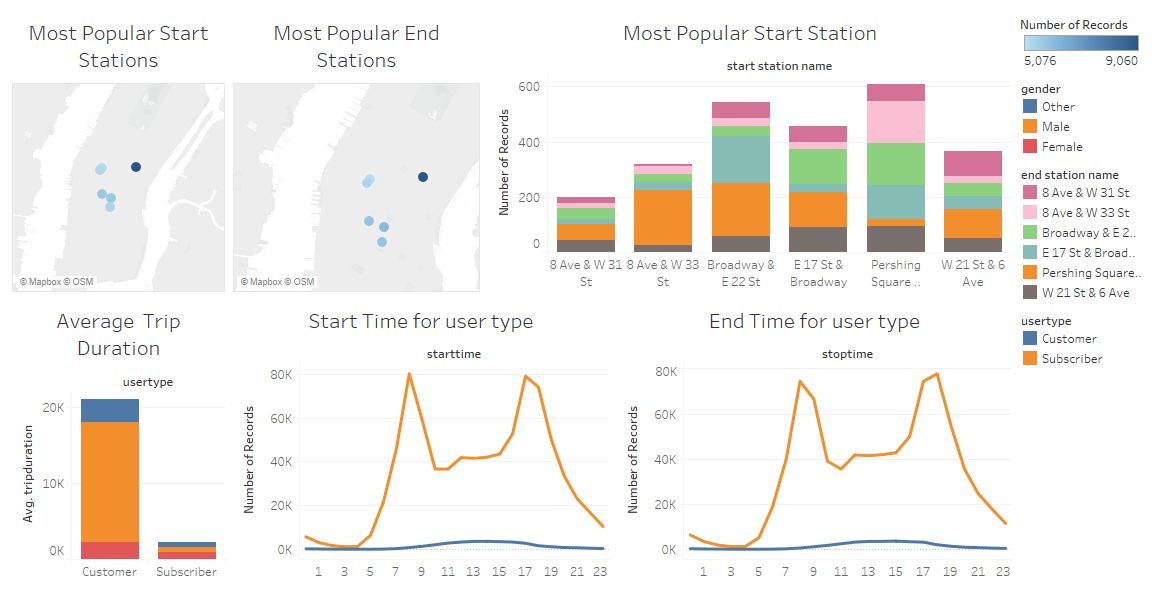 Most Popular Start
Stations
Most Popular End
Stations
Most Popular Start Station
start station name
Number of Records
600
400
200
0
8 Ave & W 31
St
8 Ave & W 33
St
Broadway &
E 22 St
E 17 St &
Broadway
Pershing
Square ..
W 21 St & 6
Ave
© Mapbox © OSM
© Mapbox © OSM
Number of Records
5,076 9,060
gender
Other
Male
Female
end station name
8 Ave & W 31 St
8 Ave & W 33 St
Broadway & E 2..
E 17 St & Broad..
Pershing Square..
W 21 St & 6 Ave
usertype
Customer
Subscriber
Average Trip
Duration
usertype
Avg. tripduration
20K
10K
0K
Customer Subscriber
Start Time for user type
starttime
Number of Records
80K
60K
40K
20K
0K
1 3 5 7 9 11 13 15 17 19 21 23
End Time for user type
stoptime
Number of Records
80K
60K
40K
20K
0K
1 3 5 7 9 11 13 15 17 19 21 23